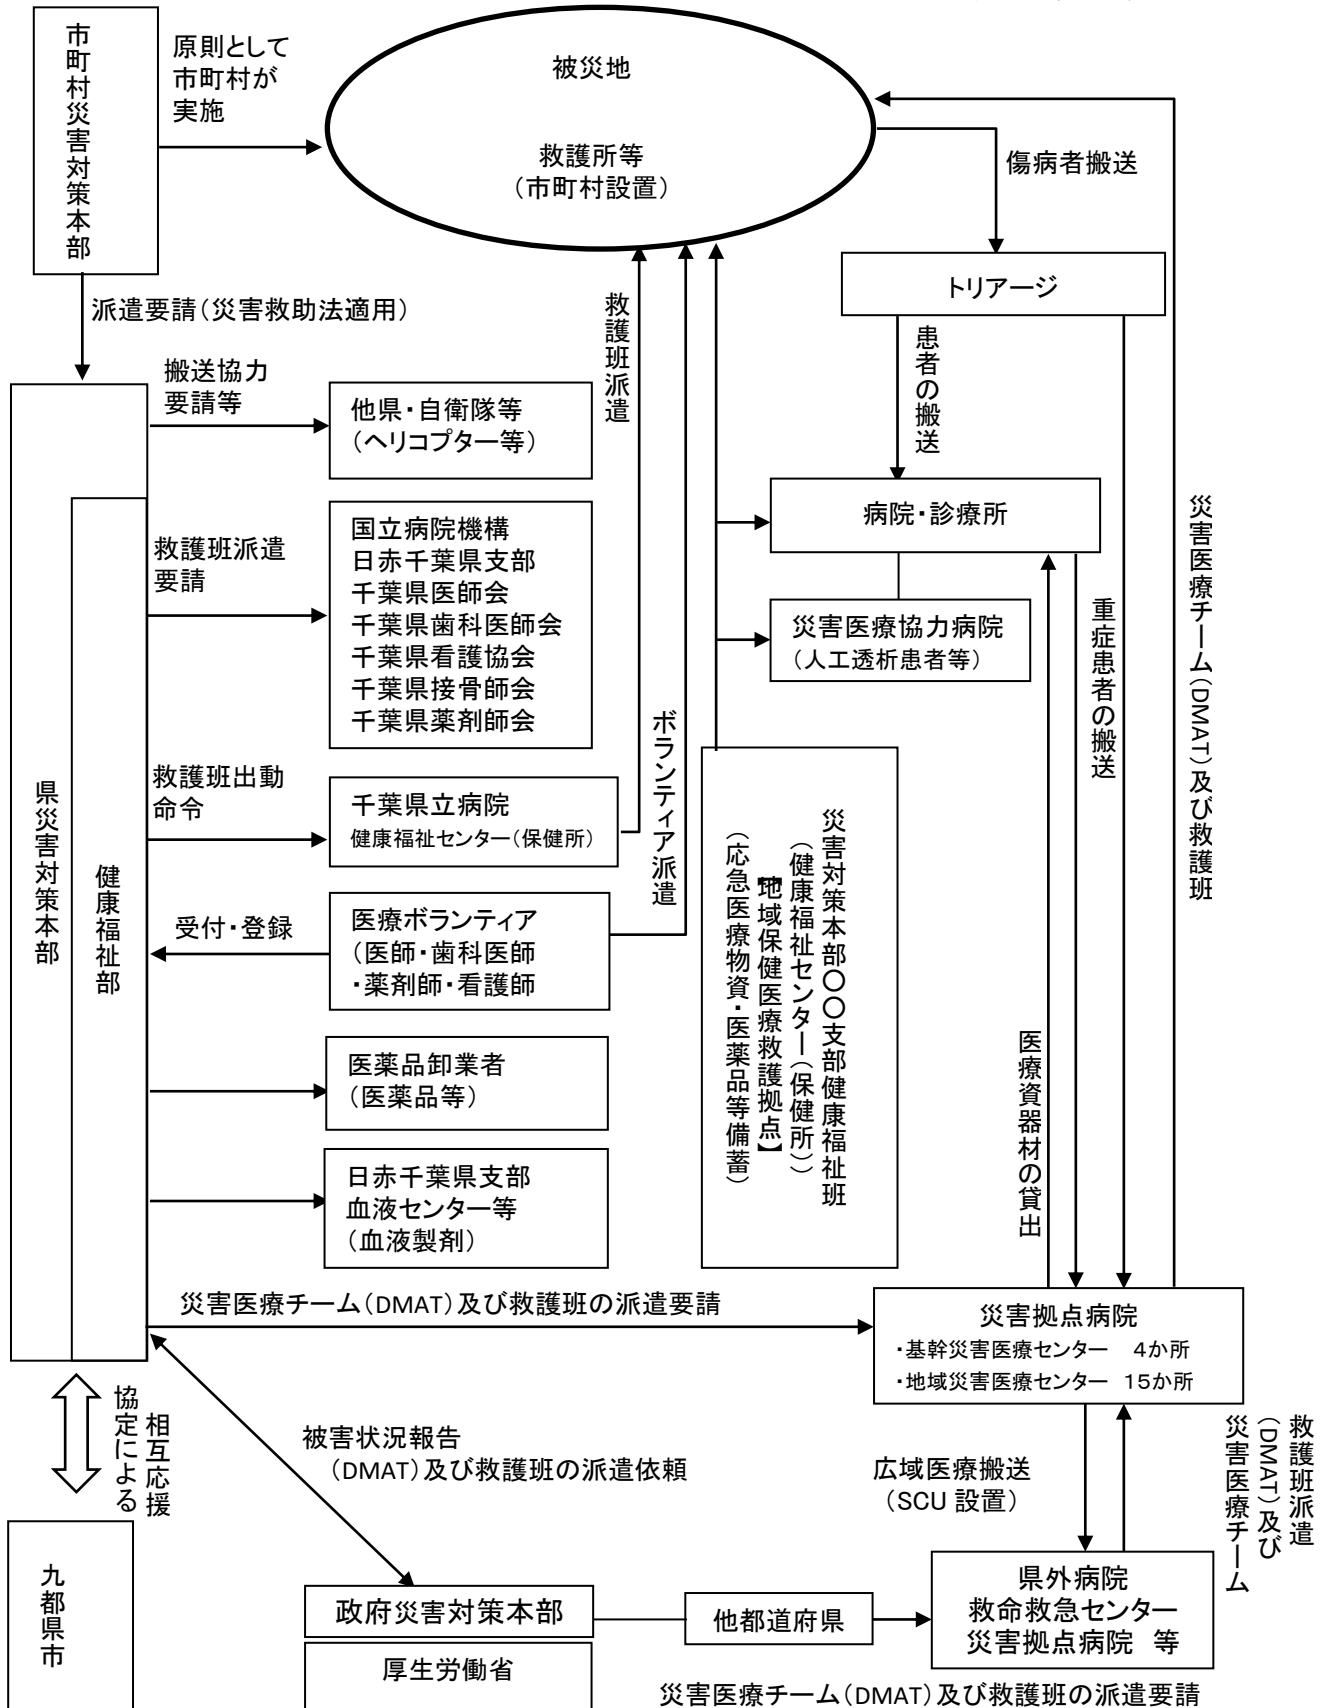 市町村災害対策本部
原則として
市町村が
実施
被災地
救護所等
（市町村設置）
傷病者搬送
トリアージ
派遣要請（災害救助法適用）
救護班派遣
患者の搬送
搬送協力
要請等
他県・自衛隊等
（ヘリコプター等）
病院・診療所
災害医療チーム（DMAT）及び救護班
救護班派遣
要請
国立病院機構
日赤千葉県支部
千葉県医師会
千葉県歯科医師会
千葉県看護協会
千葉県接骨師会
千葉県薬剤師会
災害医療協力病院
（人工透析患者等）
重症患者の搬送
ボランティア派遣
県災害対策本部
健康福祉部
救護班出動
命令
千葉県立病院
健康福祉センター（保健所）
災害対策本部〇〇支部健康福祉班
（健康福祉センター（保健所））
【地域保健医療救護拠点】
（応急医療物資・医薬品等備蓄）
受付・登録
医療ボランティア
（医師・歯科医師
・薬剤師・看護師
医薬品卸業者
（医薬品等）
医療資器材の貸出
日赤千葉県支部
血液センター等
（血液製剤）
災害医療チーム（DMAT）及び救護班の派遣要請
災害拠点病院
・基幹災害医療センター　4か所
・地域災害医療センター　15か所
相互応援
協定による
被害状況報告
（DMAT）及び救護班の派遣依頼
広域医療搬送
（SCU 設置）
救護班派遣
（DMAT）及び
災害医療チーム
九都県市
政府災害対策本部
厚生労働省
他都道府県
県外病院
救命救急センター
災害拠点病院　等
災害医療チーム（DMAT）及び救護班の派遣要請